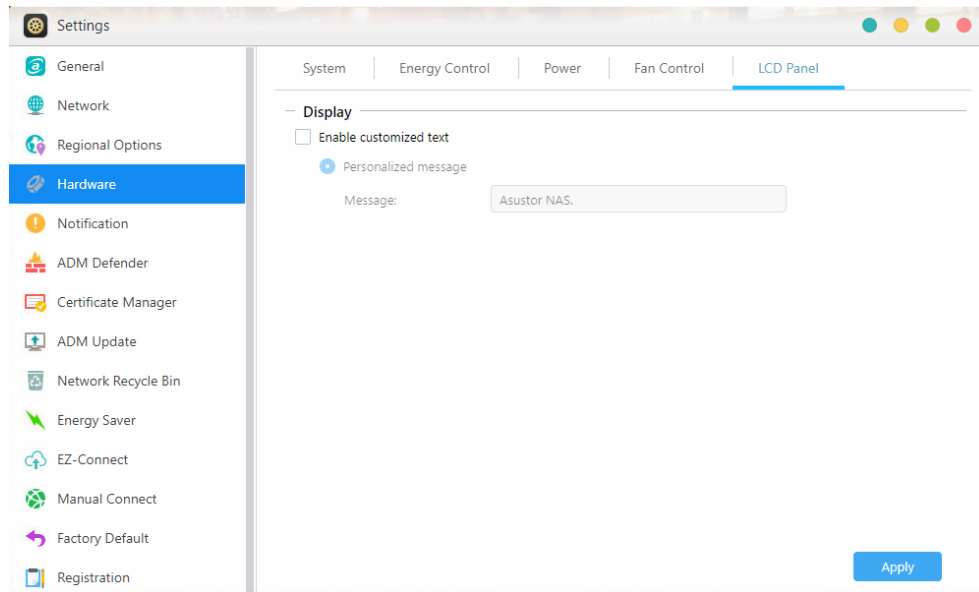 Settings
General
Network
Regional Options
Hardware
Notification
ADM Defender
Certificate Manager
ADM Update
Network Recycle Bin
Energy Saver
EZ-Connect
Manual Connect
Factory Default
Registration
System Energy Control Power Fan Control LCD Panel
Display
Enable customized text
Personalized message
Message: Asustor NAS.
Apply